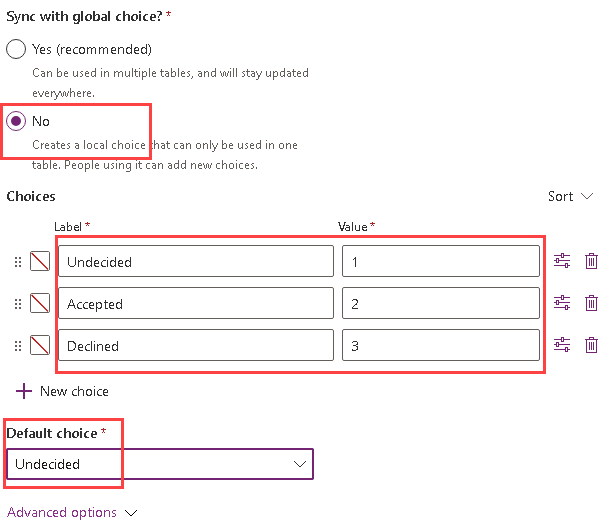 Sync with global choice? *
Yes (recommended)
Can be used in multiple tables, and will stay updated
everywhere.
No
Creates a local choice that can only be used in one
table. People using it can add new choices.
Choices Sort
Label * Value *
Undecided 1
Accepted 2
Declined 3
New choice
Default choice *
Undecided
Advanced options